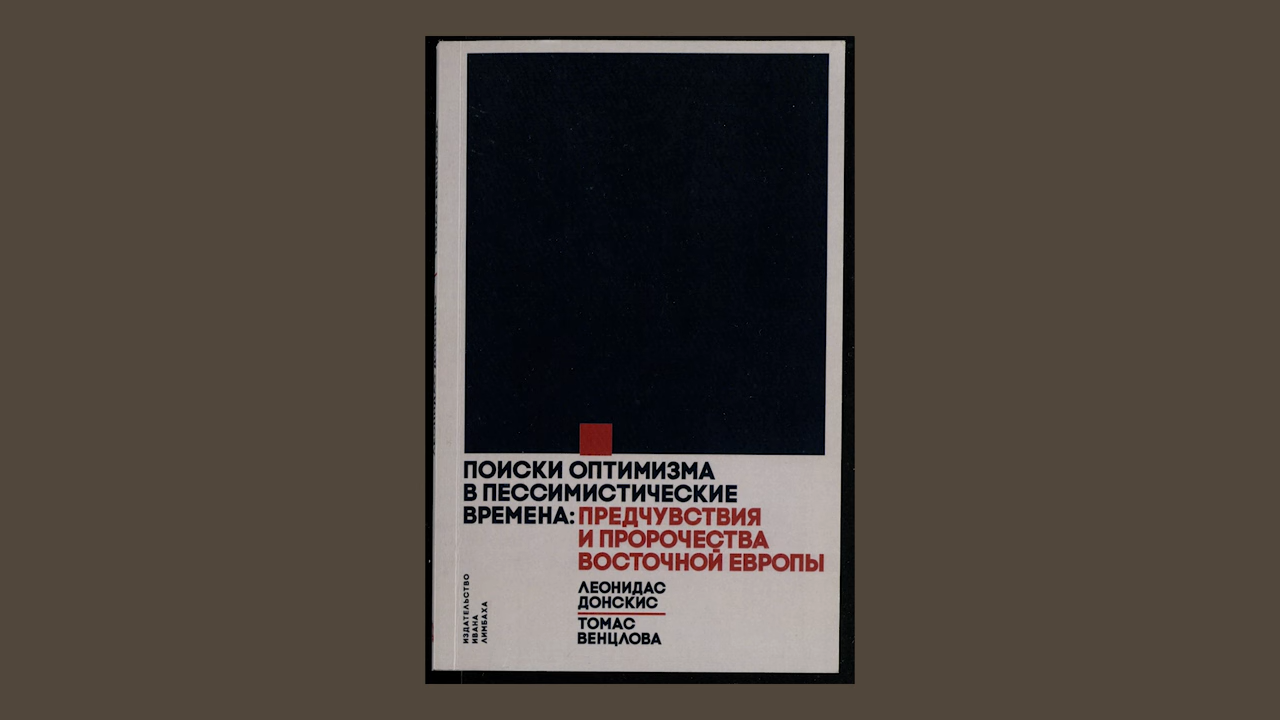 ПОИСКИ ОПТИМИЗМА
В ПЕССИМИСТИЧЕСКИЕ
ВРЕМЕНА: ПРЕДЧУВСТВИЯ
И ПРОРОЧЕСТВА
ВОСТОЧНОЙ ЕВРОПЫ
ЛЕОНИДАС
ДОНСКИС
ТОМАС
ВЕНЦЛОВА
ИЗДАТЕЛЬСТВО
ИВАНА
ЛИМБАХА